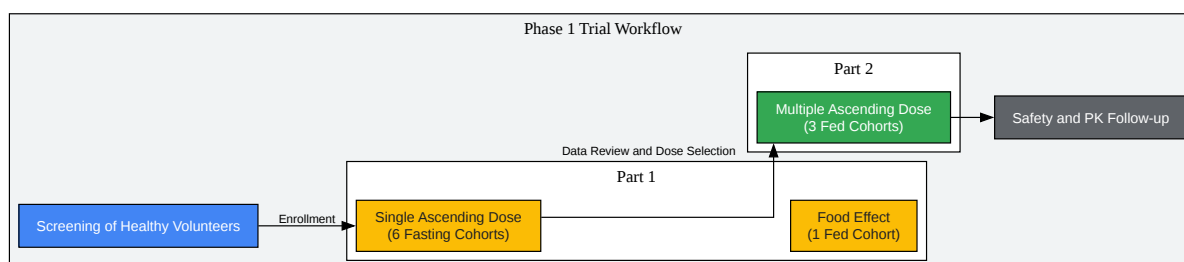 Phase 1 Trial Workflow
Part 2
Multiple Ascending Dose
(3 Fed Cohorts)
Safety and PK Follow-up
Data Review and Dose Selection
Part 1
Screening of Healthy Volunteers
Enrollment
Single Ascending Dose
(6 Fasting Cohorts)
Food Effect
(1 Fed Cohort)